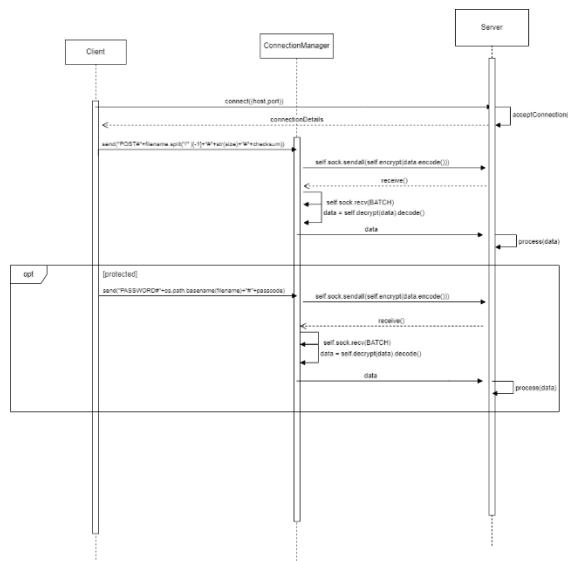 Server
ConnectionManager
Client
connect((host,port))
acceptConnection()
connectionDetails
send("POST#"+filename.split("/" )[-1]+"#"+str(size)+"#"+checksum))
self.sock.sendall(self.encrypt(data.encode()))
receive()
self.sock.recv(BATCH)
data = self.decrypt(data).decode()
data
process(data)
opt
[protected]
send("PASSWORD#"+os.path.basename(filename)+"#"+passcode)
self.sock.sendall(self.encrypt(data.encode()))
receive()
self.sock.recv(BATCH)
data = self.decrypt(data).decode()
data
process(data)